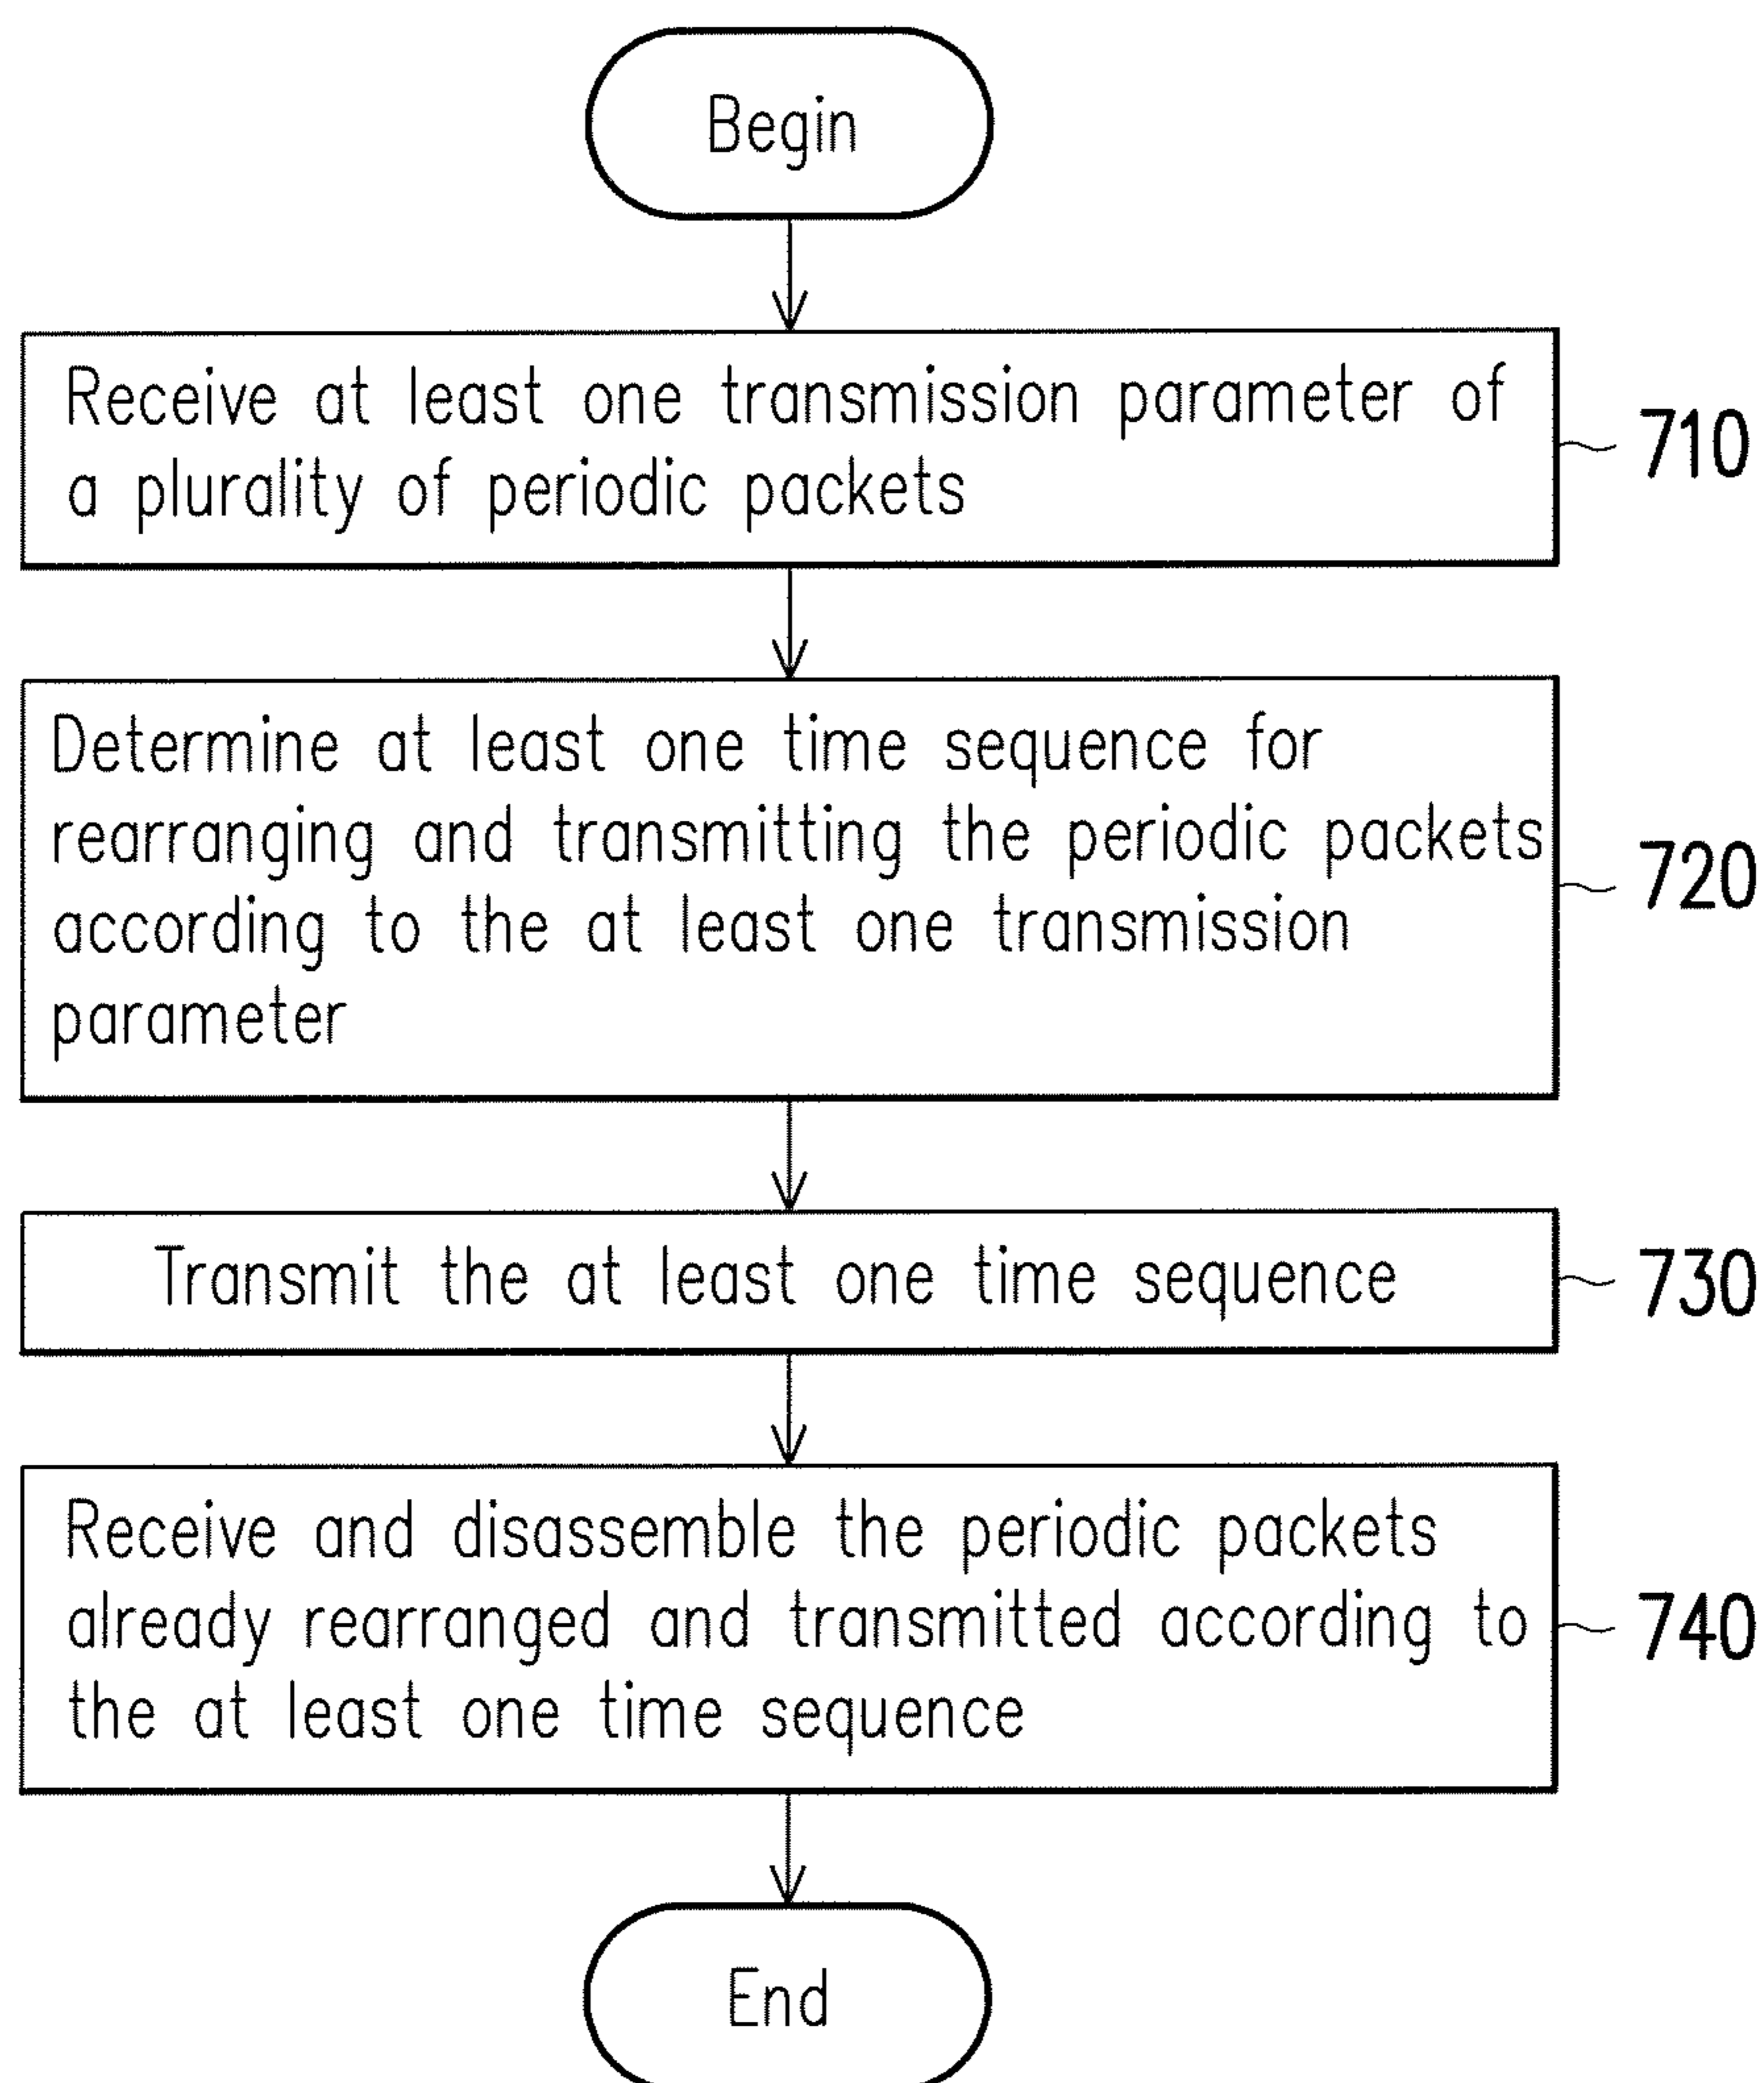 Begin
Receive at least one transmission parameter of
a plurality of periodic packets
710
Determine at least one time sequence for
rearranging and transmitting the periodic packets
according to the at least one transmission
parameter
720
Transmit the at least one time sequence
730
Receive and disassemble the periodic packets
already rearranged and transmitted according to
the at least one time sequence
740
End